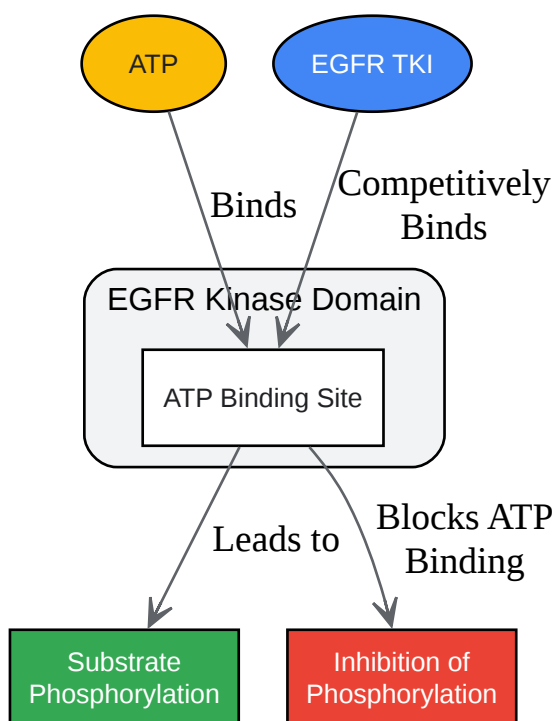 ATP
EGFR TKI
Binds
Competitively
Binds
EGFR Kinase Domain
ATP Binding Site
Leads to
Blocks ATP
Binding
Substrate
Phosphorylation
Inhibition of
Phosphorylation